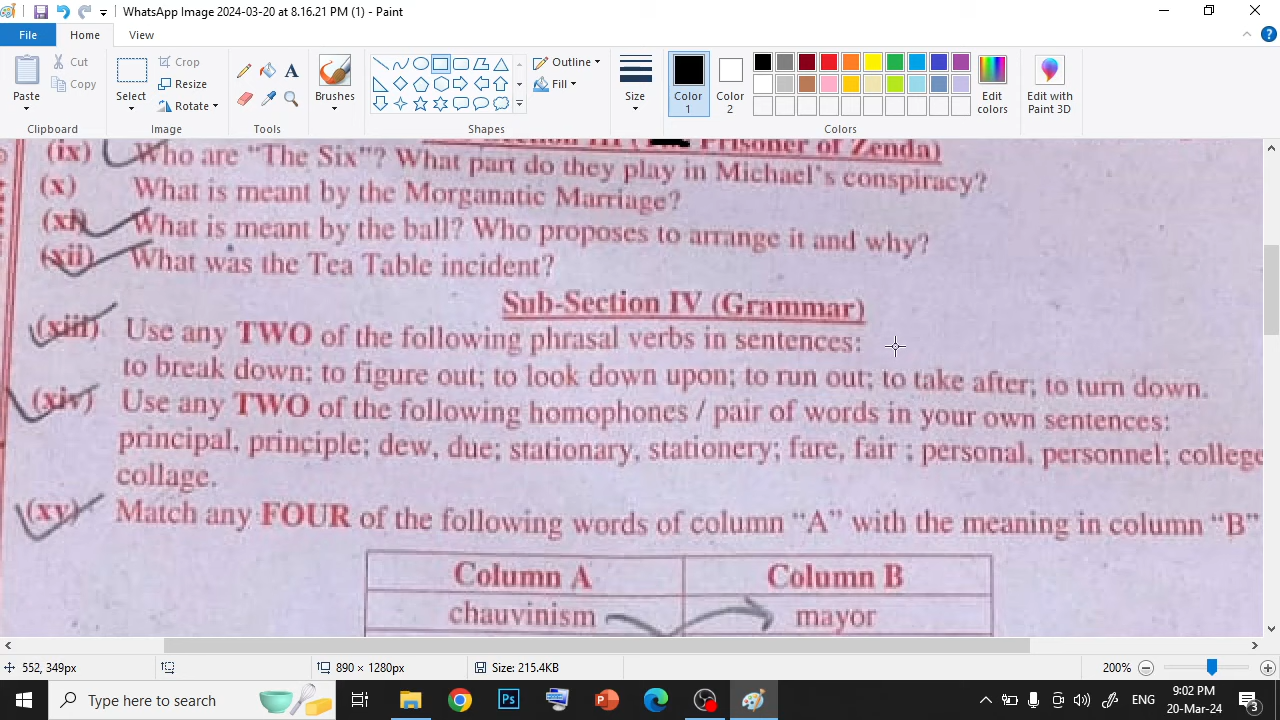 WhatsApp Image 2024-03-20 at 8.16.21 PM (1) - Paint
File Home View
Paste Cut Copy Select Crop Resize Rotate Brushes Outline Fill Size Color 1 Color 2 Edit colors Edit with Paint 3D
Clipboard Image Tools Shapes Colors
Prisoner of Zenda)
(ix) Who are "The Six"? What part do they play in Michael's conspiracy?
(x) What is meant by the Morganatic Marriage?
(xi) What is meant by the ball? Who proposes to arrange it and why?
(xii) What was the Tea Table incident?
Sub-Section IV (Grammar)
(xiii) Use any TWO of the following phrasal verbs in sentences:
to break down; to figure out; to look down upon; to run out; to take after; to turn down.
(xiv) Use any TWO of the following homophones / pair of words in your own sentences:
principal, principle; dew, due; stationary, stationery; fare, fair ; personal, personnel; college
collage.
(xv) Match any FOUR of the following words of column "A" with the meaning in column "B"
Column A Column B
chauvinism mayor
552, 349px 890 × 1280px Size: 215.4KB 200%
Type here to search ENG 9:02 PM
20-Mar-24 3